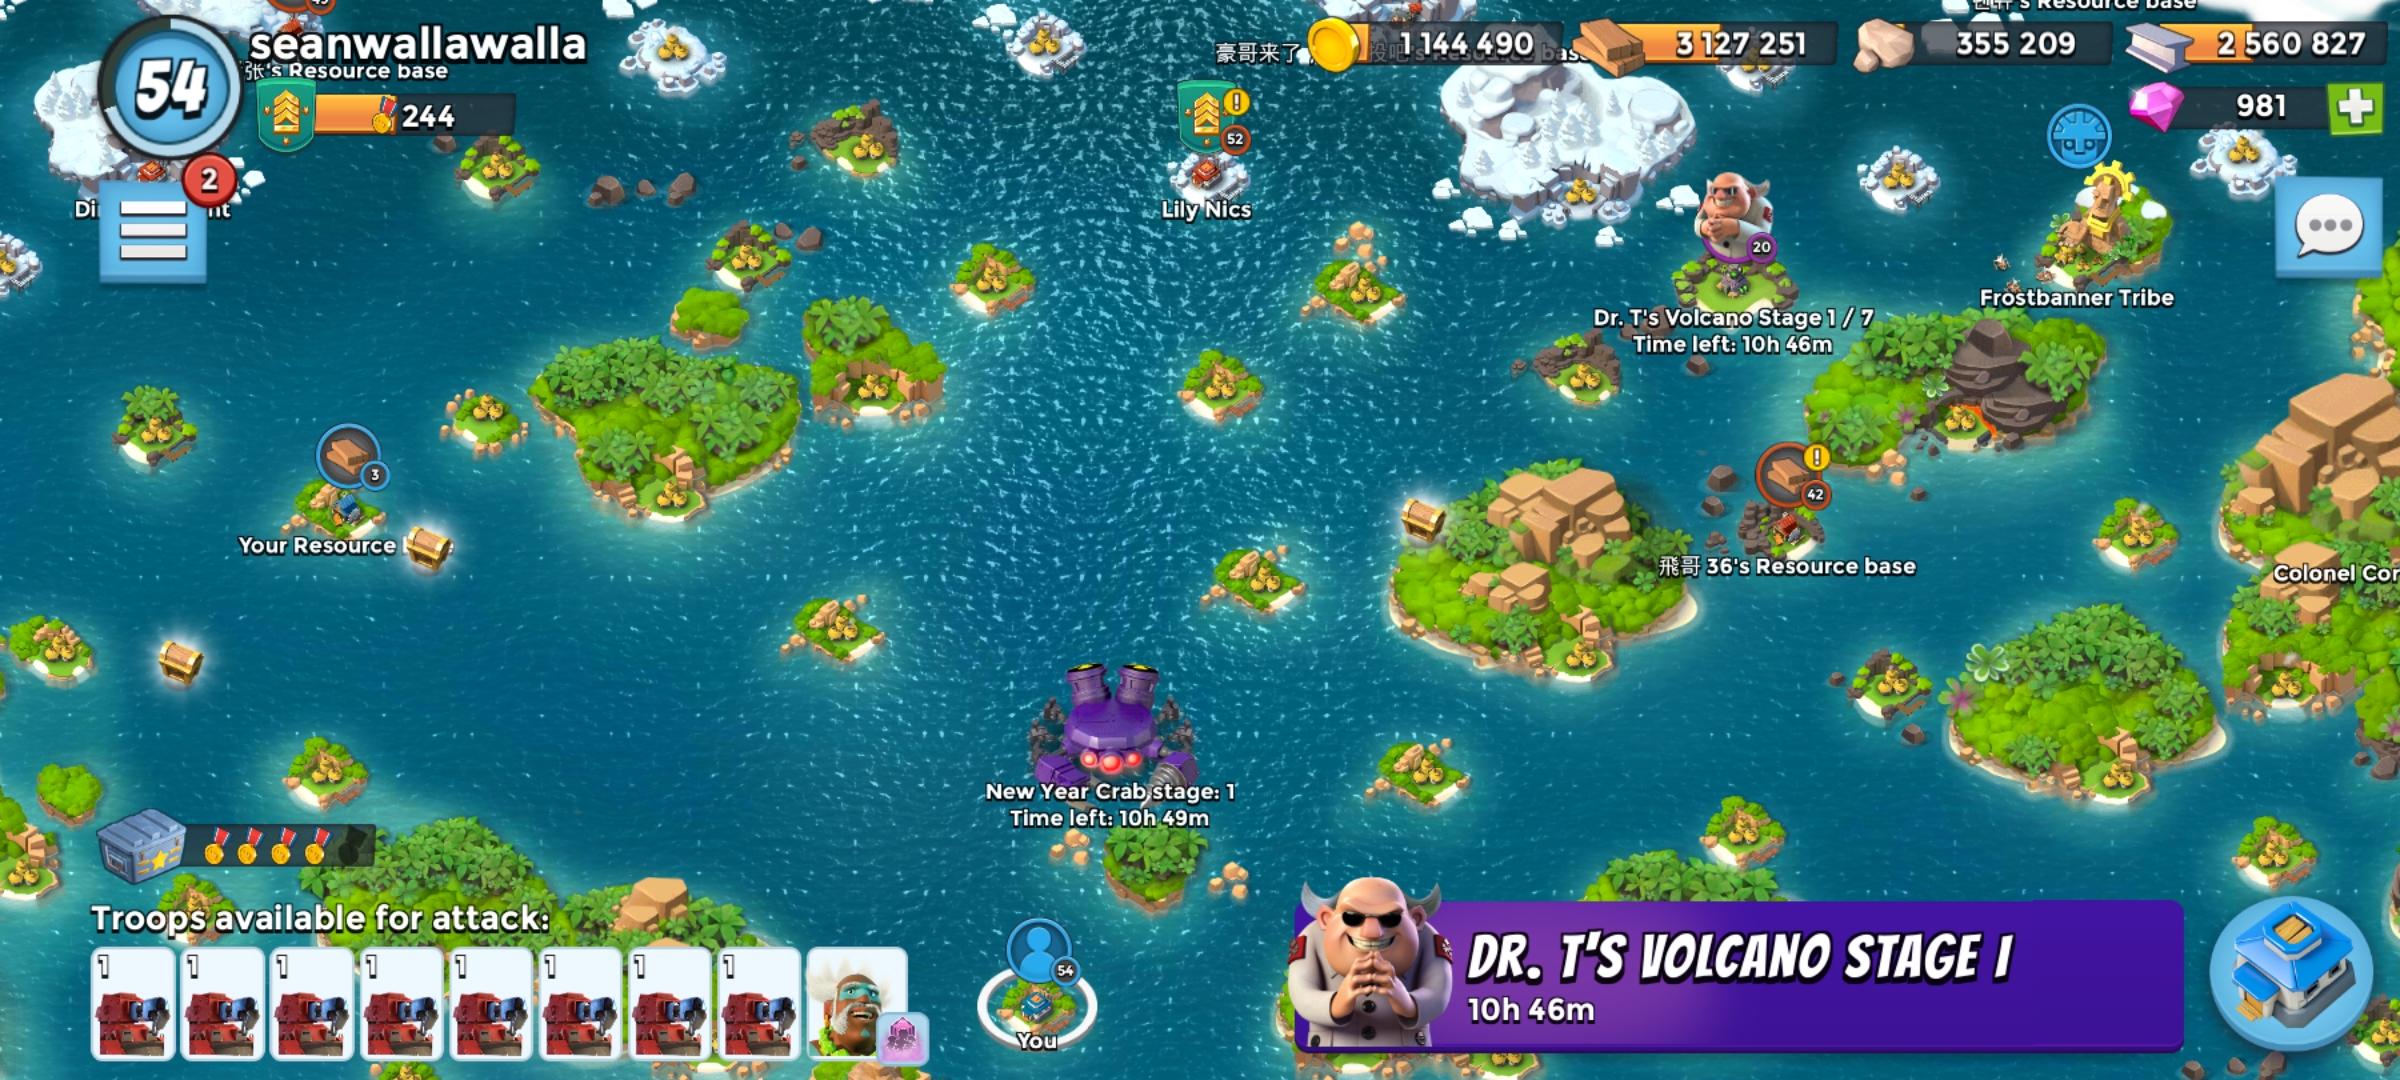 seanwallawalla
54
张's Resource base
244
2
豪哥来了
1 144 490
3 127 251
355 209
2 560 827
981
's Resource base
!
52
Lily Nics
20
Dr. T's Volcano Stage 1 / 7
Time left: 10h 46m
Frostbanner Tribe
3
Your Resource
!
42
飛哥 36's Resource base
Colonel Cor
New Year Crab stage: 1
Time left: 10h 49m
Troops available for attack:
1 1 1 1 1 1 1 1
54
You
DR. T'S VOLCANO STAGE 1
10h 46m